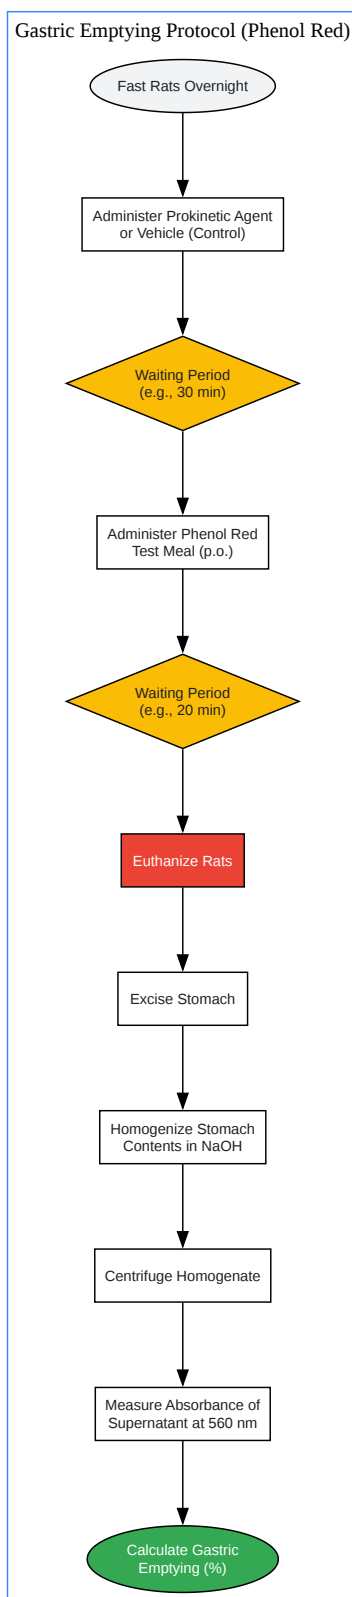 Gastric Emptying Protocol (Phenol Red)
Fast Rats Overnight
Administer Prokinetic Agent
or Vehicle (Control)
Waiting Period
(e.g., 30 min)
Administer Phenol Red
Test Meal (p.o.)
Waiting Period
(e.g., 20 min)
Euthanize Rats
Excise Stomach
Homogenize Stomach
Contents in NaOH
Centrifuge Homogenate
Measure Absorbance of
Supernatant at 560 nm
Calculate Gastric
Emptying (%)